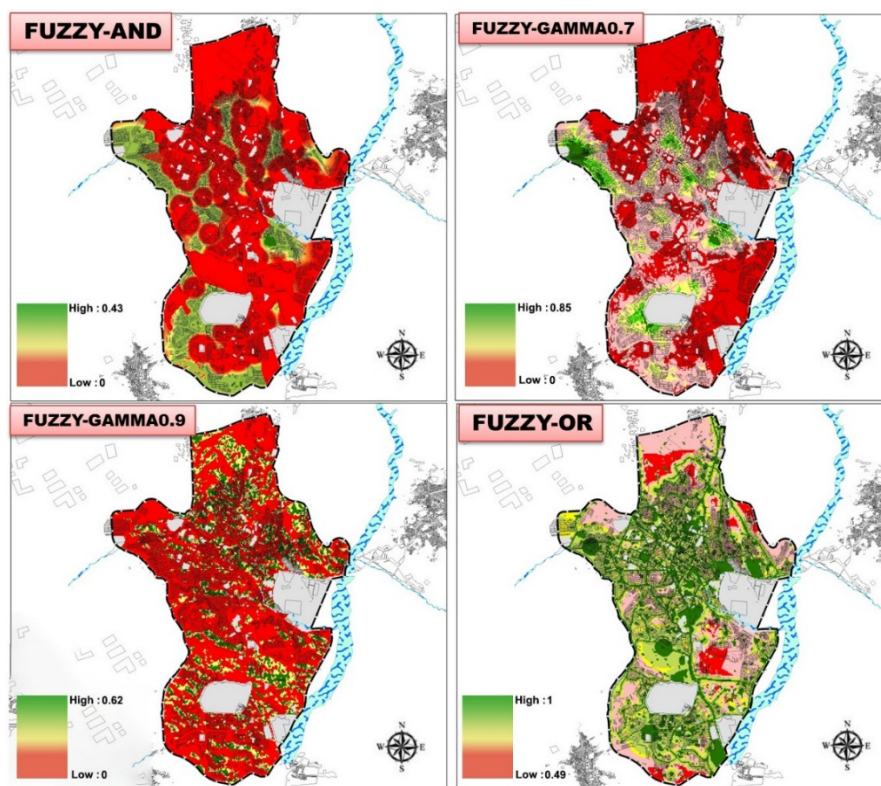 FUZZY-AND
High : 0.43
Low : 0
N
W E
S
FUZZY-GAMMA0.7
High : 0.85
Low : 0
N
W E
S
FUZZY-GAMMA0.9
High : 0.62
Low : 0
N
W E
S
FUZZY-OR
High : 1
Low : 0.49
N
W E
S